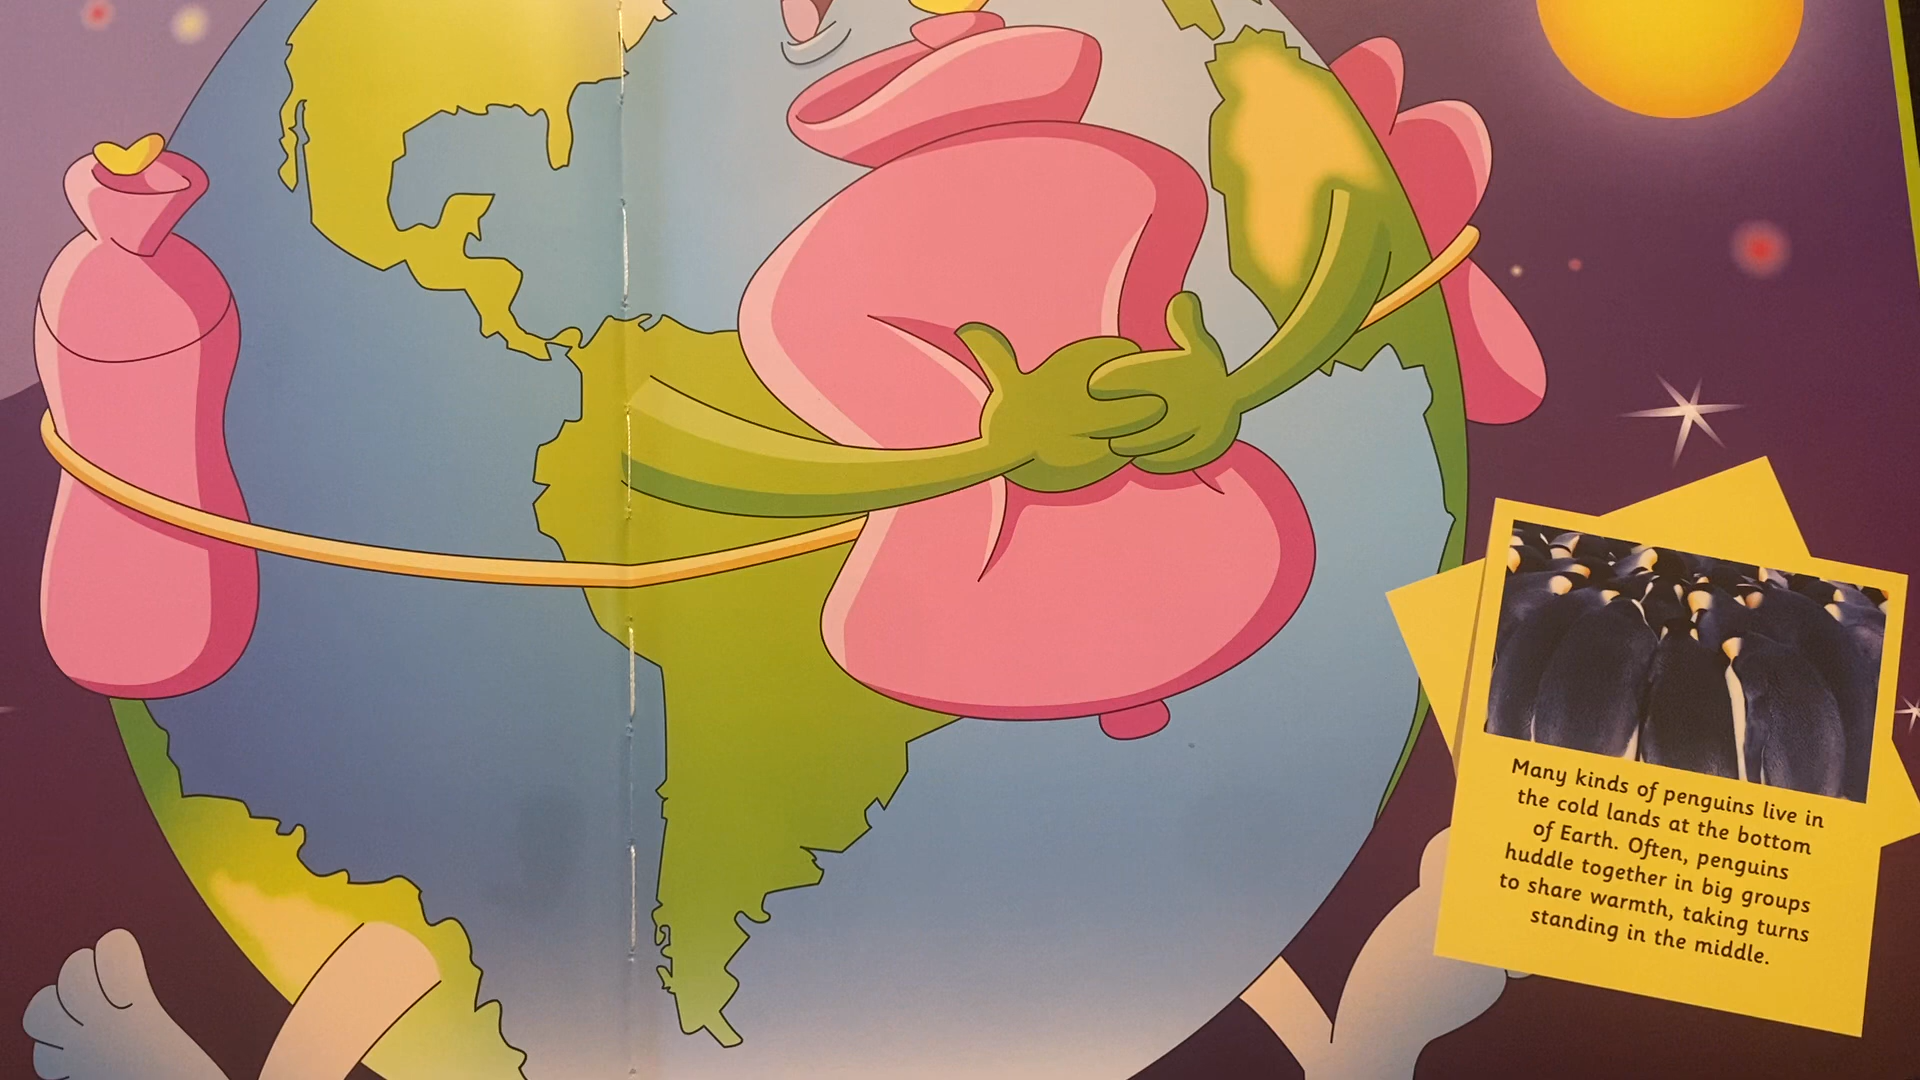 Many kinds of penguins live in
the cold lands at the bottom
of Earth. Often, penguins
huddle together in big groups
to share warmth, taking turns
standing in the middle.